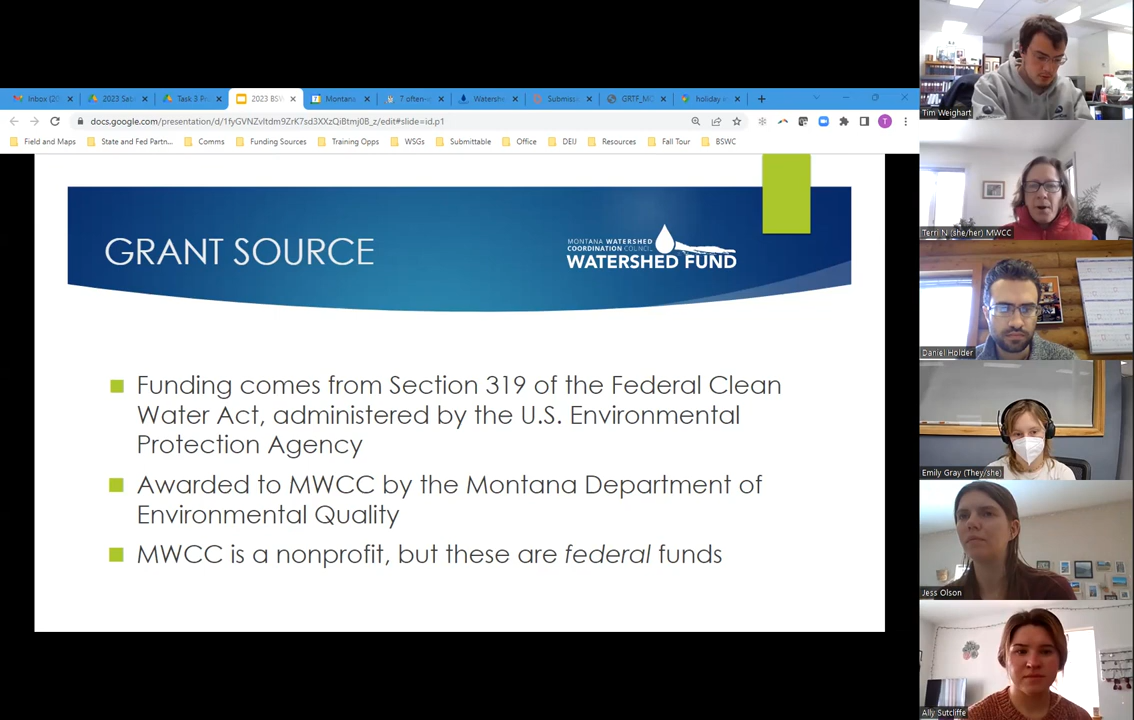 Inbox (2
2023 Sat
Task 3 Pr
2023 BSW
Montana
7.often-
Watersh
Submiss
GRTF_MC
holiday
docs.google.com/presentation/d/1fyGVNZvltdm9ZrK7sd3XXzQiBtmj0B_z/edit#slide=id.p1
T
Field and Maps
State and Fed Partn...
Comms
Funding Sources
Training Opps
WSGs
Submittable
Office
DEU
Resources
Fall Tour
BSWC
GRANT SOURCE
MONTANA WATERSHED
COORDINATION COUNCIL
WATERSHED FUND
Funding comes from Section 319 of the Federal Clean
Water Act, administered by the U.S. Environmental
Protection Agency
Awarded to MWCC by the Montana Department of
Environmental Quality
MWCC is a nonprofit, but these are federal funds
Tim Weighart
Terri N (she/her) MWCC
Daniel Holder
Emily Gray (They/she)
Jess Olson
Ally Sutcliffe